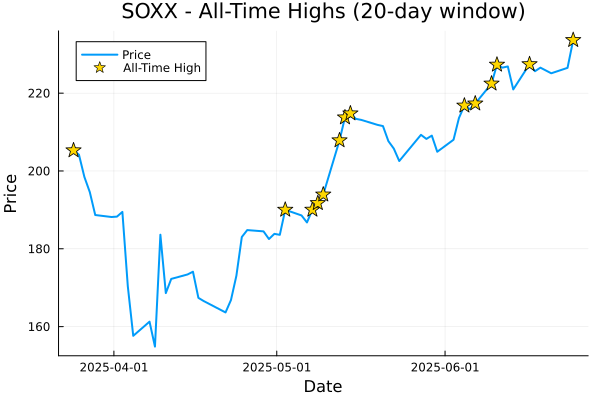 SOXX - All-Time Highs (20-day window)
Price
All-Time High
220
200
180
160
Price
2025-04-01
2025-05-01
2025-06-01
Date